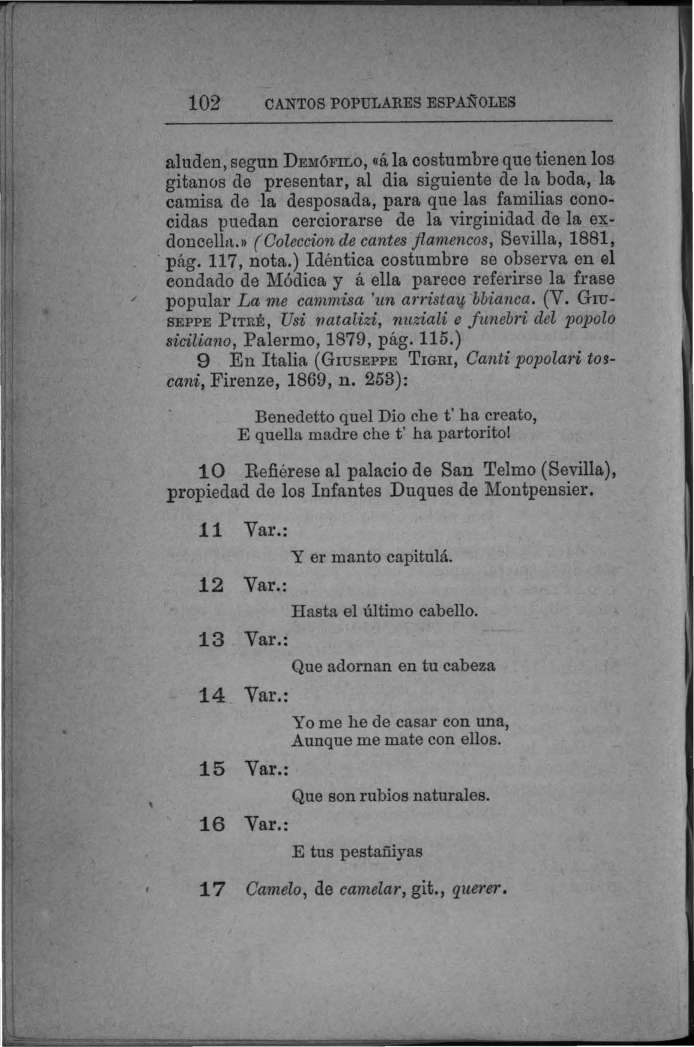 102 CANTOS POPULARES ESPAÑOLES
aluden, segun DEMÓFILO, «á la costumbre que tienen los
gitanos de presentar, al dia siguiente de la boda, la
camisa de la desposada, para que las familias cono-
cidas puedan cerciorarse de la virginidad de la ex-
doncella.» (Coleccion de cantes flamencos, Sevilla, 1881,
pág. 117, nota.) Idéntica costumbre se observa en el
condado de Módica y á ella parece referirse la frase
popular La me cammisa 'un arristaų bbianca. (V. GIU-
SEPPE PITRÉ, Usi natalizi, nuziali e funebri del popolo
siciliano, Palermo, 1879, pág. 115.)
9 En Italia (GIUSEPPE TIGRI, Canti popolari tos-
cani, Firenze, 1869, n. 253):
Benedetto quel Dio che t' ha creato,
E quella madre che t' ha partorito!
10 Refiérese al palacio de San Telmo (Sevilla),
propiedad de los Infantes Duques de Montpensier.
11 Var.:
Y er manto capitulá.
12 Var.:
Hasta el último cabello.
13 Var.:
Que adornan en tu cabeza
14 Var.:
Yo me he de casar con una,
Aunque me mate con ellos.
15 Var.:
Que son rubios naturales.
16 Var.:
E tus pestañiyas
17 Camelo, de camelar, git., querer.